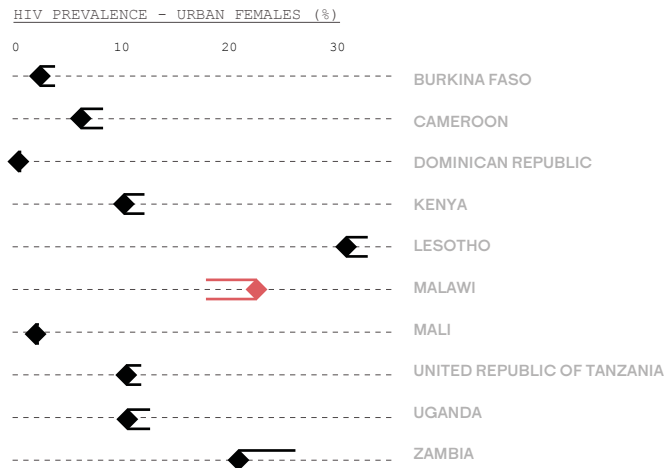 HIV PREVALENCE - URBAN FEMALES (%)
0 10 20 30
BURKINA FASO
CAMEROON
DOMINICAN REPUBLIC
KENYA
LESOTHO
MALAWI
MALI
UNITED REPUBLIC OF TANZANIA
UGANDA
ZAMBIA